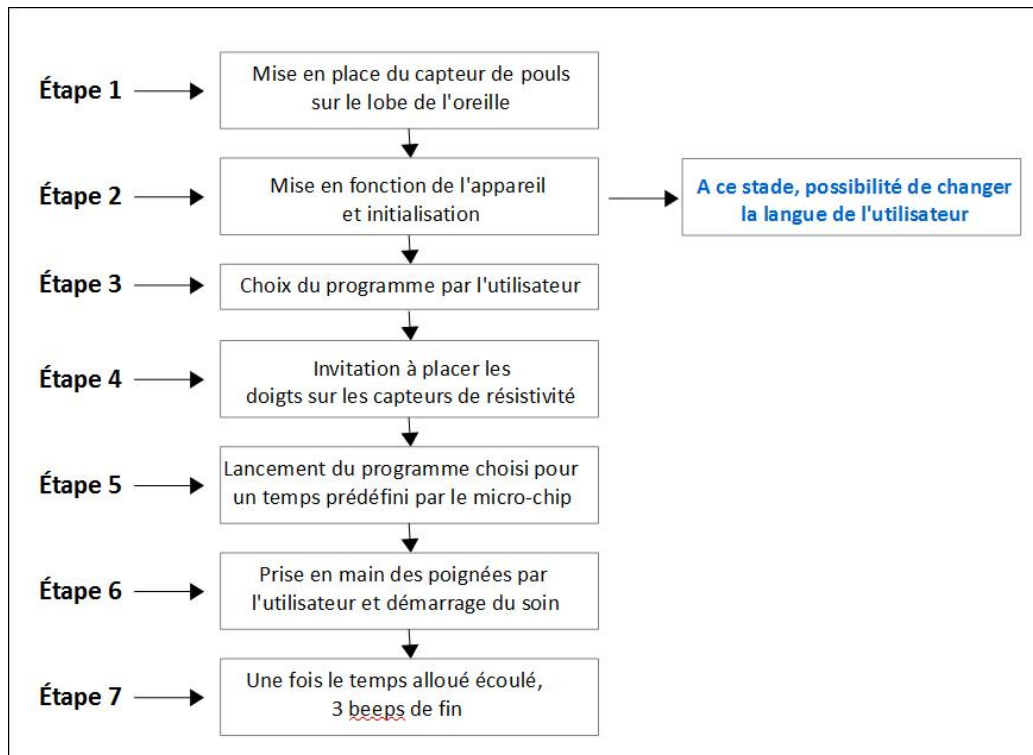 Étape 1
Mise en place du capteur de pouls
sur le lobe de l'oreille
Étape 2
Mise en fonction de l'appareil
et initialisation
A ce stade, possibilité de changer
la langue de l'utilisateur
Étape 3
Choix du programme par l'utilisateur
Étape 4
Invitation à placer les
doigts sur les capteurs de résistivité
Étape 5
Lancement du programme choisi pour
un temps prédéfini par le micro-chip
Étape 6
Prise en main des poignées par
l'utilisateur et démarrage du soin
Étape 7
Une fois le temps alloué écoulé,
3 beeps de fin